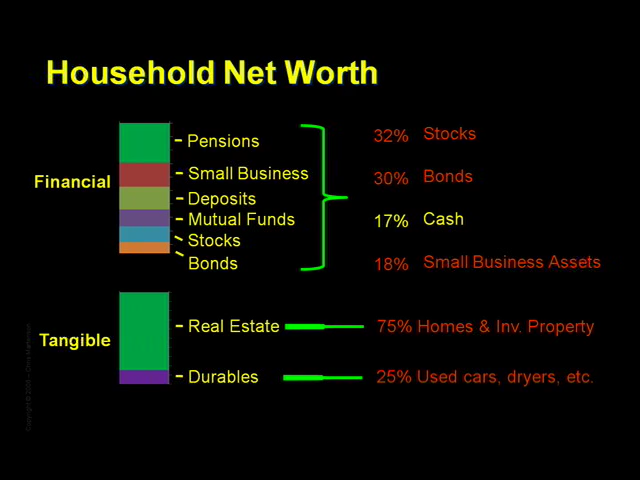 Household Net Worth
Financial
Pensions
Small Business
Deposits
Mutual Funds
Stocks
Bonds
32% Stocks
30% Bonds
17% Cash
18% Small Business Assets
Tangible
Real Estate
75% Homes & Inv. Property
Durables
25% Used cars, dryers, etc.